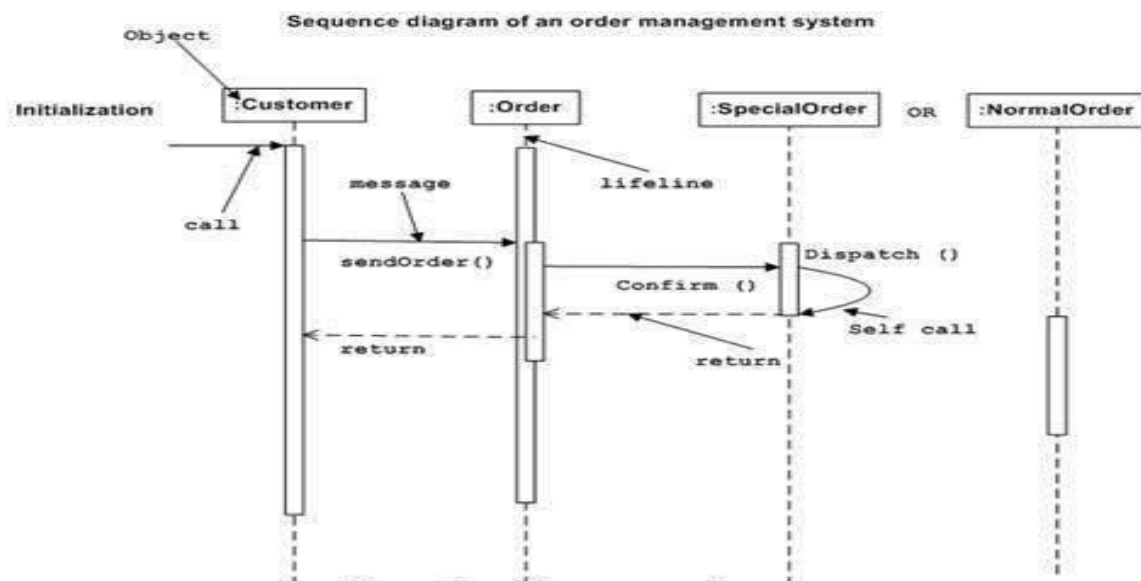 Sequence diagram of an order management system
Object
Initialization
:Customer
:Order
:SpecialOrder
OR
:NormalOrder
message
lifeline
call
sendOrder()
Dispatch ()
Confirm ()
Self call
return
return